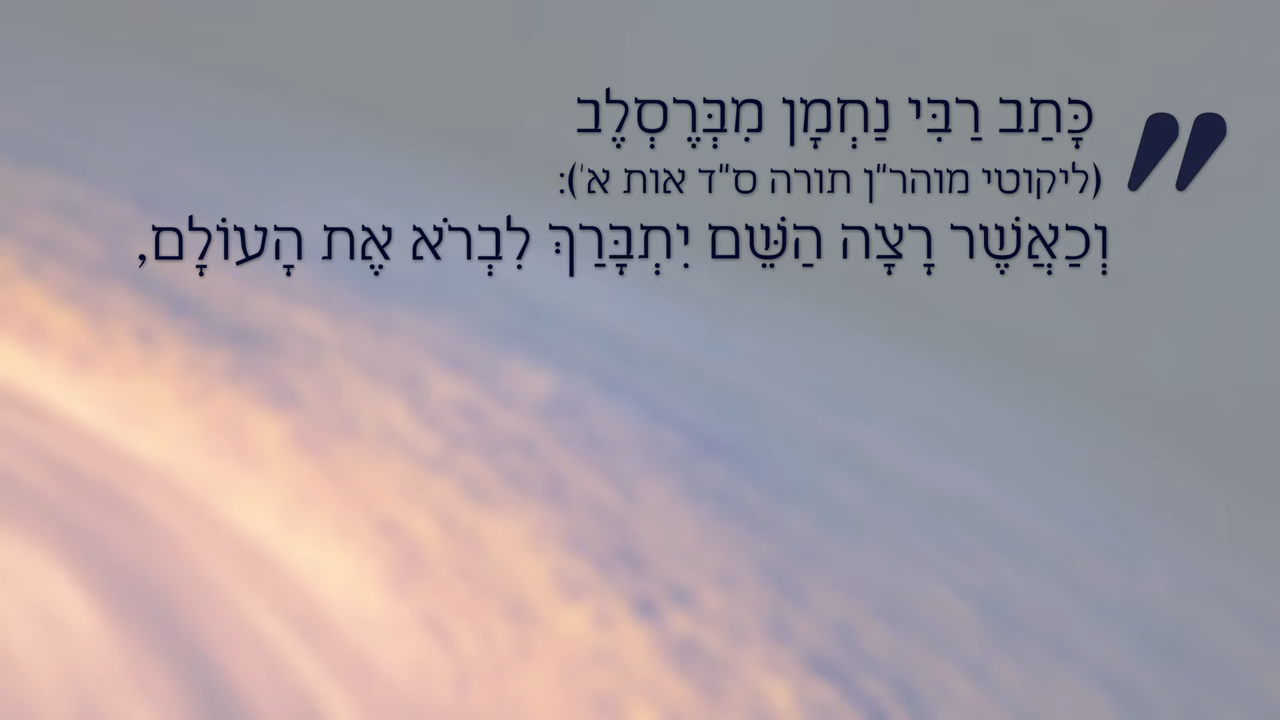 "
כָּתַב רַבִּי נַחְמָן מִבְּרֶסְלֶב
(ליקוטי מוהר"ן תורה ס"ד אות א'):
וְכַאֲשֶׁר רָצָה הַשֵּׁם יִתְבָּרַךְ לִבְרֹא אֶת הָעוֹלָם,